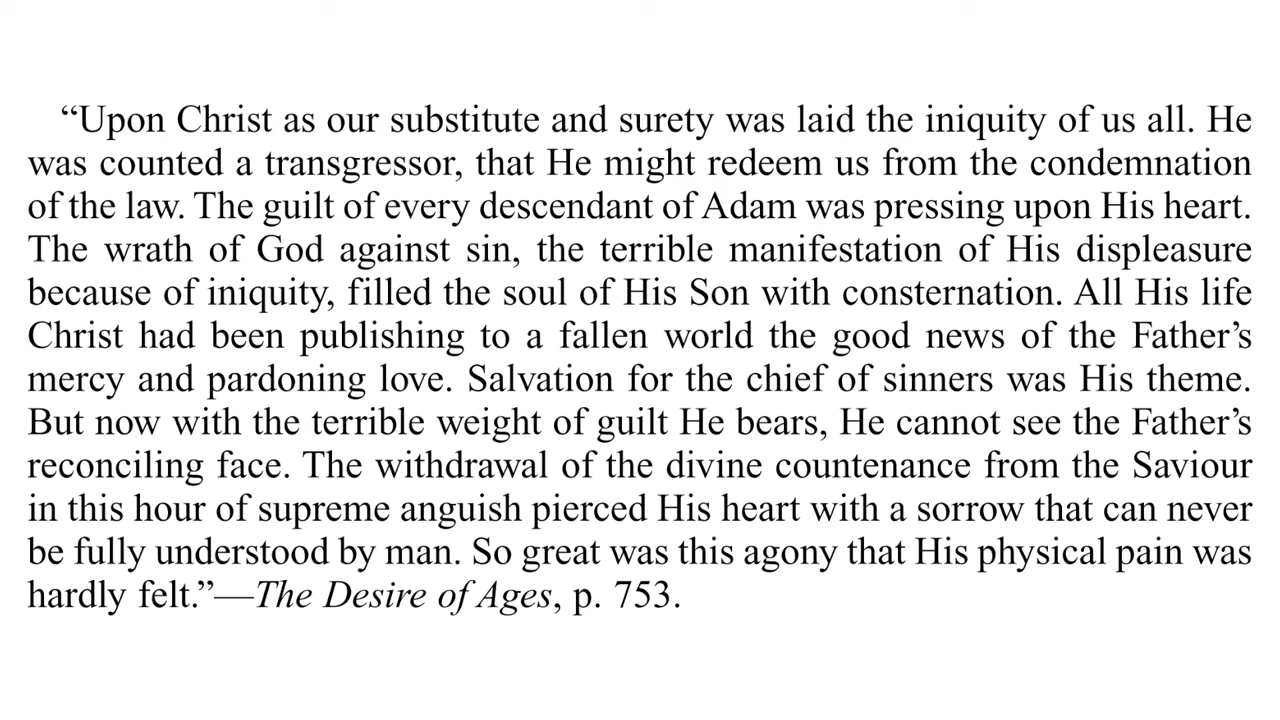 “Upon Christ as our substitute and surety was laid the iniquity of us all. He
was counted a transgressor, that He might redeem us from the condemnation
of the law. The guilt of every descendant of Adam was pressing upon His heart.
The wrath of God against sin, the terrible manifestation of His displeasure
because of iniquity, filled the soul of His Son with consternation. All His life
Christ had been publishing to a fallen world the good news of the Father’s
mercy and pardoning love. Salvation for the chief of sinners was His theme.
But now with the terrible weight of guilt He bears, He cannot see the Father’s
reconciling face. The withdrawal of the divine countenance from the Saviour
in this hour of supreme anguish pierced His heart with a sorrow that can never
be fully understood by man. So great was this agony that His physical pain was
hardly felt.”—The Desire of Ages, p. 753.